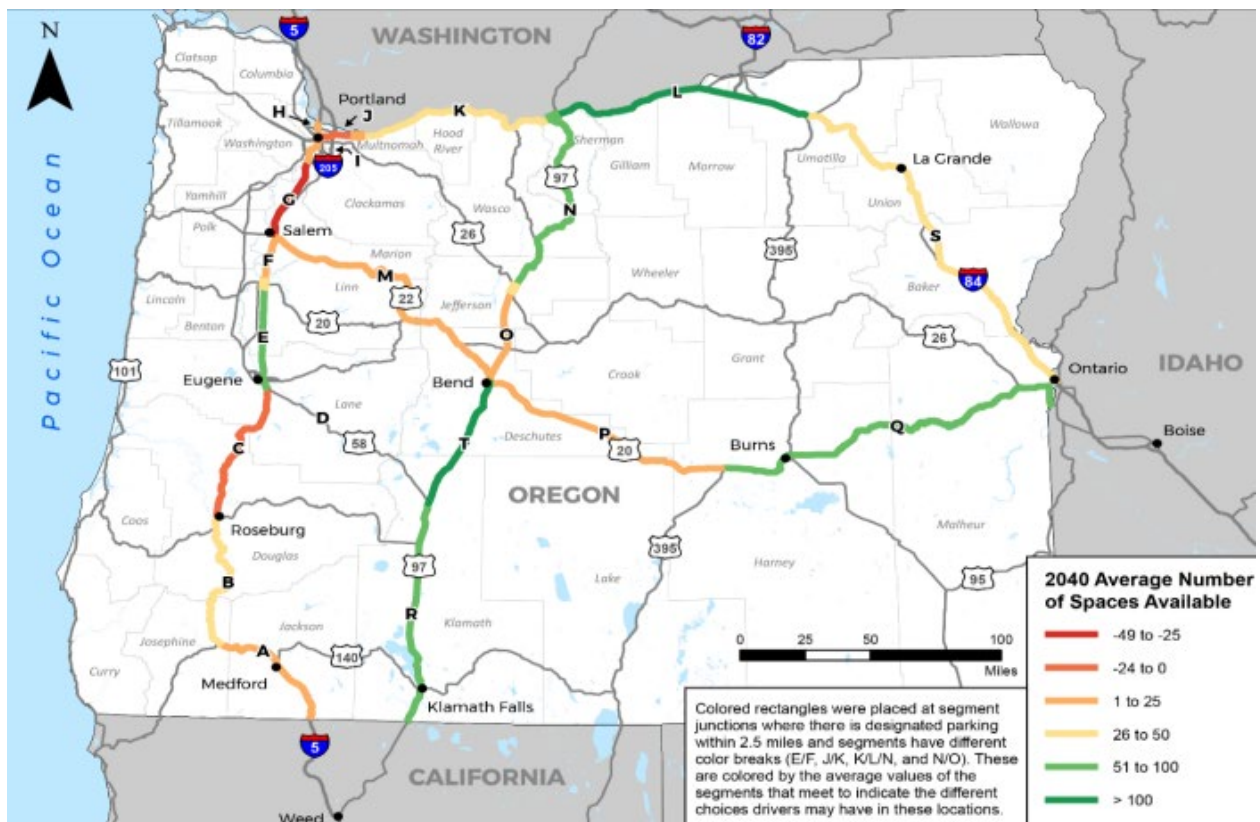 N
5
WASHINGTON
82
Clatsop
Columbia
Portland
H
J
K
L
Tillamook
Washington
Multnomah
Hood
River
Sherman
Wallowa
I
205
Gilliam
Morrow
Umatilla
La Grande
97
Yamhill
G
Clackamas
Wasco
N
Union
Polk
Salem
26
395
S
F
Marion
M
Wheeler
84
Lincoln
Linn
22
Jefferson
Baker
Benton
20
E
O
Grant
26
IDAHO
101
Eugene
Bend
Crook
Ontario
Lane
D
T
Deschutes
P
Q
Boise
C
58
20
Burns
OREGON
Coos
Roseburg
Malheur
Douglas
97
395
Harney
95
B
Lake
R
Josephine
Jackson
Klamath
Curry
A
140
Medford
Klamath Falls
5
CALIFORNIA
Weed
Pacific Ocean
0 25 50 100
Miles
Colored rectangles were placed at segment
junctions where there is designated parking
within 2.5 miles and segments have different
color breaks (E/F, J/K, K/L/N, and N/O). These
are colored by the average values of the
segments that meet to indicate the different
choices drivers may have in these locations.
2040 Average Number
of Spaces Available
-49 to -25
-24 to 0
1 to 25
26 to 50
51 to 100
> 100